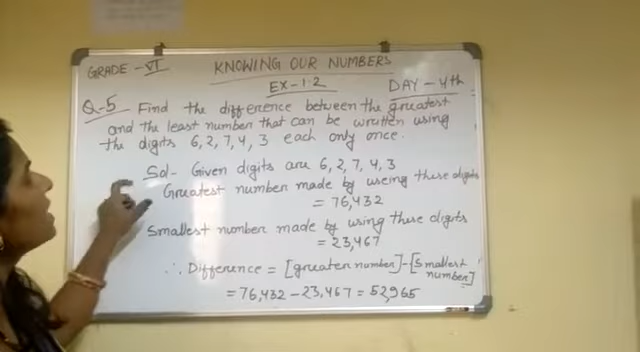 GRADE - VI KNOWING OUR NUMBERS
EX-1.2 DAY - 4th
Q-5 Find the difference between the greatest
and the least number that can be written using
the digits 6, 2, 7, 4, 3 each only once.
Sol- Given digits are 6, 2, 7, 4, 3
Greatest number made by useing these digits
= 76,432
Smallest number made by using these digits
= 23,467
∴ Difference = [greater number] - [smallest
number]
= 76,432 - 23,467 = 52,965